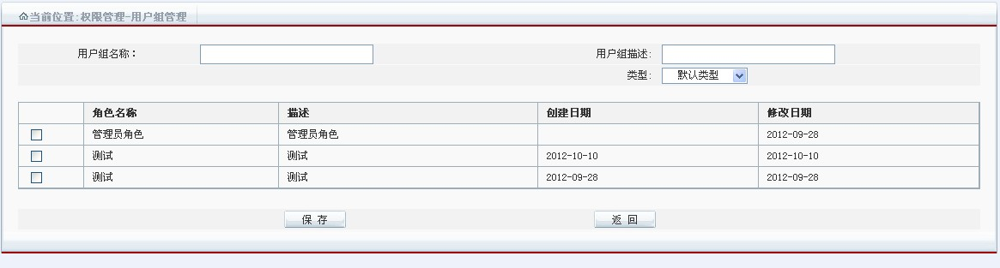 当前位置:权限管理-用户组管理
用户组名称： 用户组描述:
类型: 默认类型
角色名称 描述 创建日期 修改日期
管理员角色 管理员角色 2012-09-28
测试 测试 2012-10-10 2012-10-10
测试 测试 2012-09-28 2012-09-28
保 存 返 回